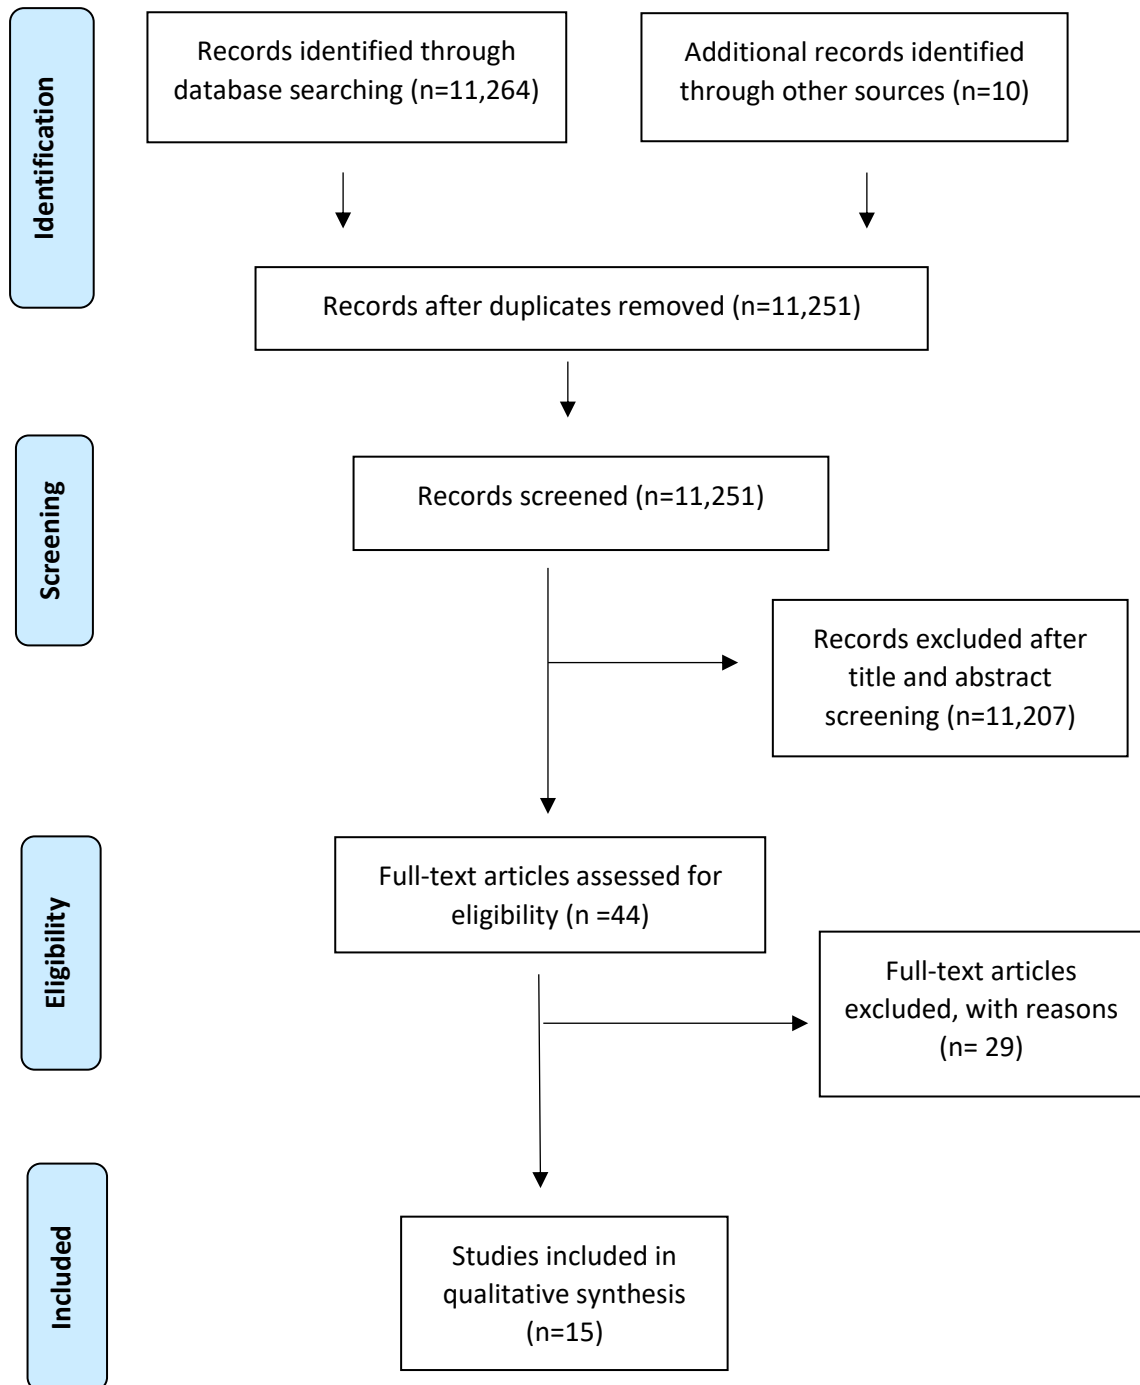 Identification
Records identified through
database searching (n=11,264)
Additional records identified
through other sources (n=10)
Records after duplicates removed (n=11,251)
Screening
Records screened (n=11,251)
Records excluded after
title and abstract
screening (n=11,207)
Eligibility
Full-text articles assessed for
eligibility (n =44)
Full-text articles
excluded, with reasons
(n= 29)
Included
Studies included in
qualitative synthesis
(n=15)